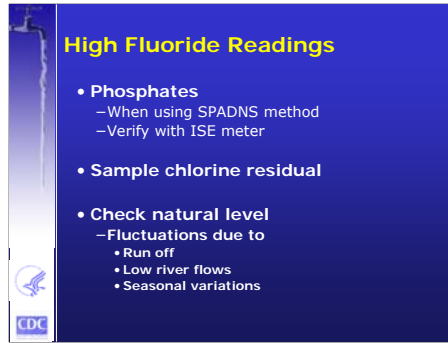 High Fluoride Readings
• Phosphates
–When using SPADNS method
–Verify with ISE meter
• Sample chlorine residual
• Check natural level
–Fluctuations due to
• Run off
• Low river flows
• Seasonal variations
CDC